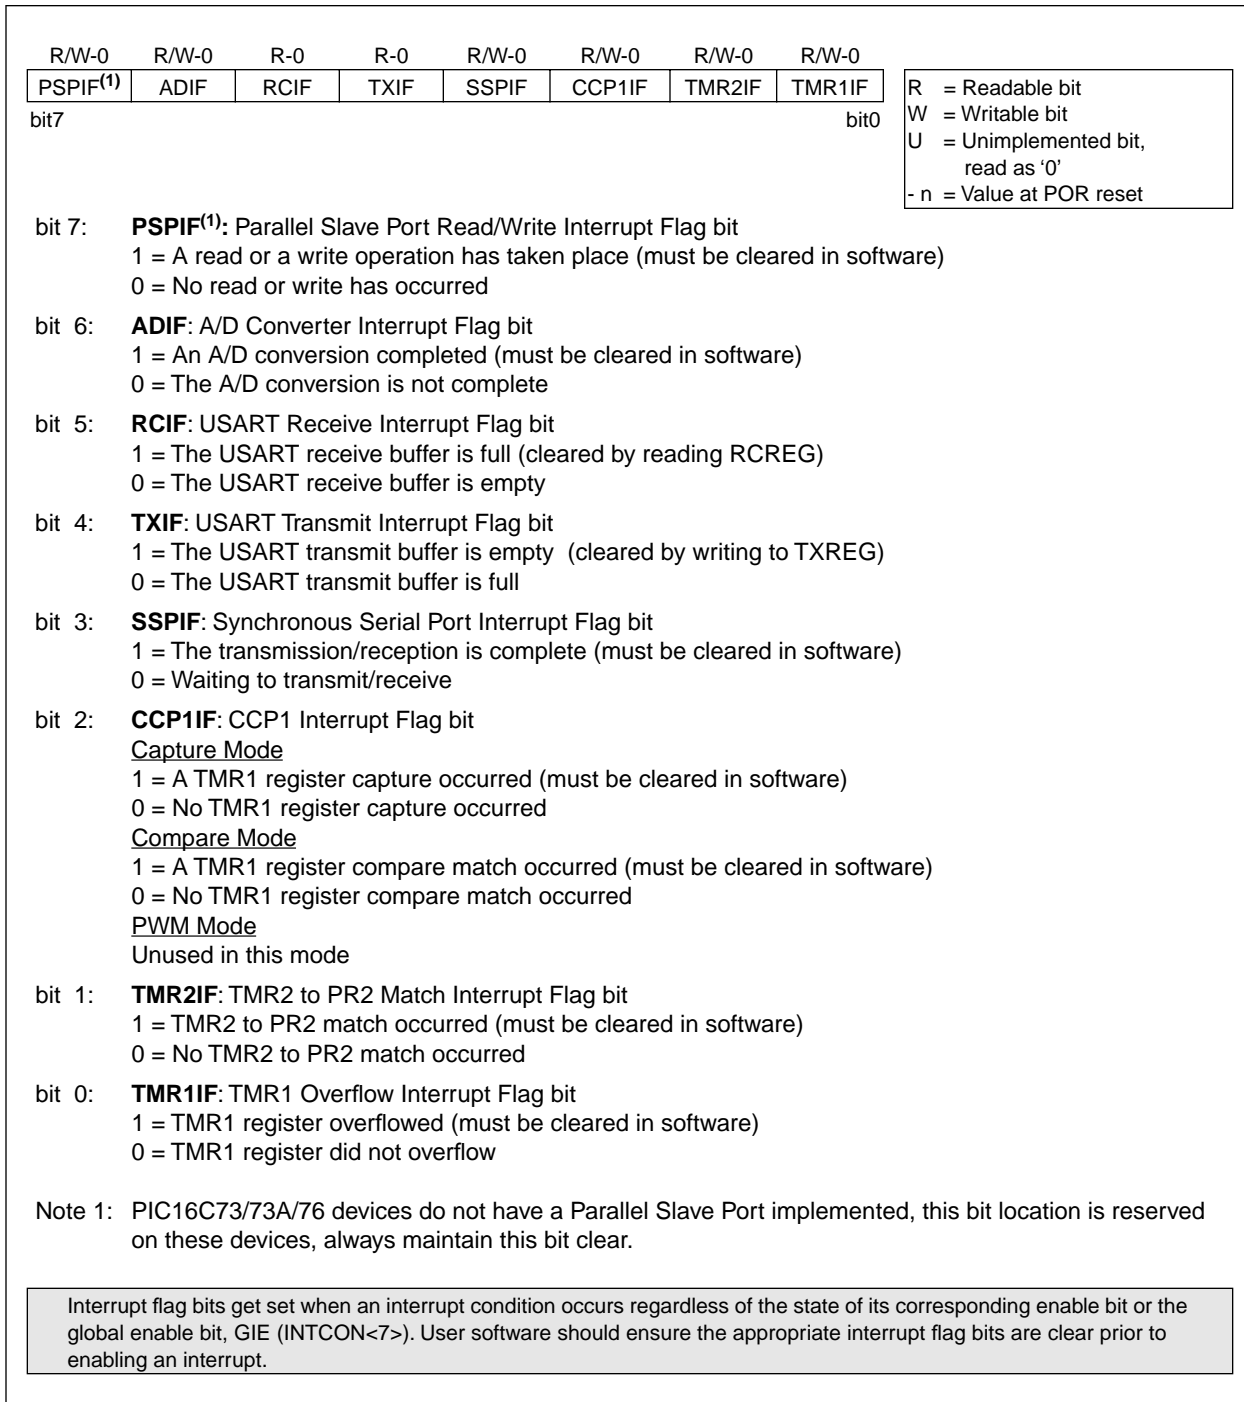 R/W-0 R/W-0 R-0 R-0 R/W-0 R/W-0 R/W-0 R/W-0
PSPIF(1) ADIF RCIF TXIF SSPIF CCP1IF TMR2IF TMR1IF
bit7 bit0
R = Readable bit
W = Writable bit
U = Unimplemented bit,
read as ‘0’
- n = Value at POR reset
bit 7: PSPIF(1): Parallel Slave Port Read/Write Interrupt Flag bit
1 = A read or a write operation has taken place (must be cleared in software)
0 = No read or write has occurred
bit 6: ADIF: A/D Converter Interrupt Flag bit
1 = An A/D conversion completed (must be cleared in software)
0 = The A/D conversion is not complete
bit 5: RCIF: USART Receive Interrupt Flag bit
1 = The USART receive buffer is full (cleared by reading RCREG)
0 = The USART receive buffer is empty
bit 4: TXIF: USART Transmit Interrupt Flag bit
1 = The USART transmit buffer is empty (cleared by writing to TXREG)
0 = The USART transmit buffer is full
bit 3: SSPIF: Synchronous Serial Port Interrupt Flag bit
1 = The transmission/reception is complete (must be cleared in software)
0 = Waiting to transmit/receive
bit 2: CCP1IF: CCP1 Interrupt Flag bit
Capture Mode
1 = A TMR1 register capture occurred (must be cleared in software)
0 = No TMR1 register capture occurred
Compare Mode
1 = A TMR1 register compare match occurred (must be cleared in software)
0 = No TMR1 register compare match occurred
PWM Mode
Unused in this mode
bit 1: TMR2IF: TMR2 to PR2 Match Interrupt Flag bit
1 = TMR2 to PR2 match occurred (must be cleared in software)
0 = No TMR2 to PR2 match occurred
bit 0: TMR1IF: TMR1 Overflow Interrupt Flag bit
1 = TMR1 register overflowed (must be cleared in software)
0 = TMR1 register did not overflow
Note 1: PIC16C73/73A/76 devices do not have a Parallel Slave Port implemented, this bit location is reserved
on these devices, always maintain this bit clear.
Interrupt flag bits get set when an interrupt condition occurs regardless of the state of its corresponding enable bit or the
global enable bit, GIE (INTCON<7>). User software should ensure the appropriate interrupt flag bits are clear prior to
enabling an interrupt.